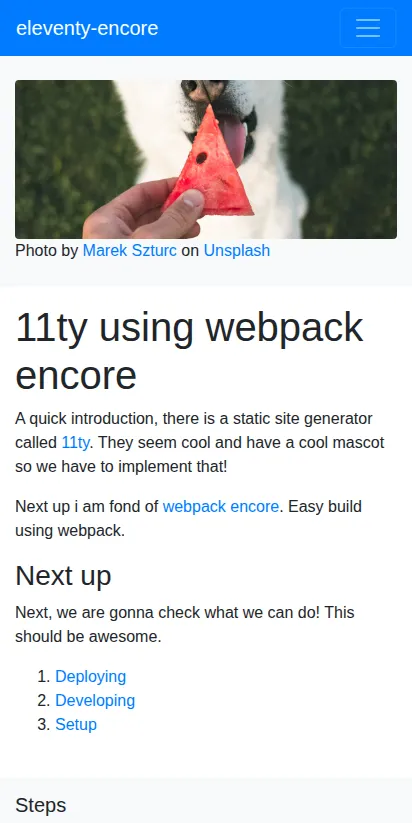 eleventy-encore
Photo by Marek Szturc on Unsplash
11ty using webpack
encore
A quick introduction, there is a static site generator
called 11ty. They seem cool and have a cool mascot
so we have to implement that!
Next up i am fond of webpack encore. Easy build
using webpack.
Next up
Next, we are gonna check what we can do! This
should be awesome.
1. Deploying
2. Developing
3. Setup
Steps